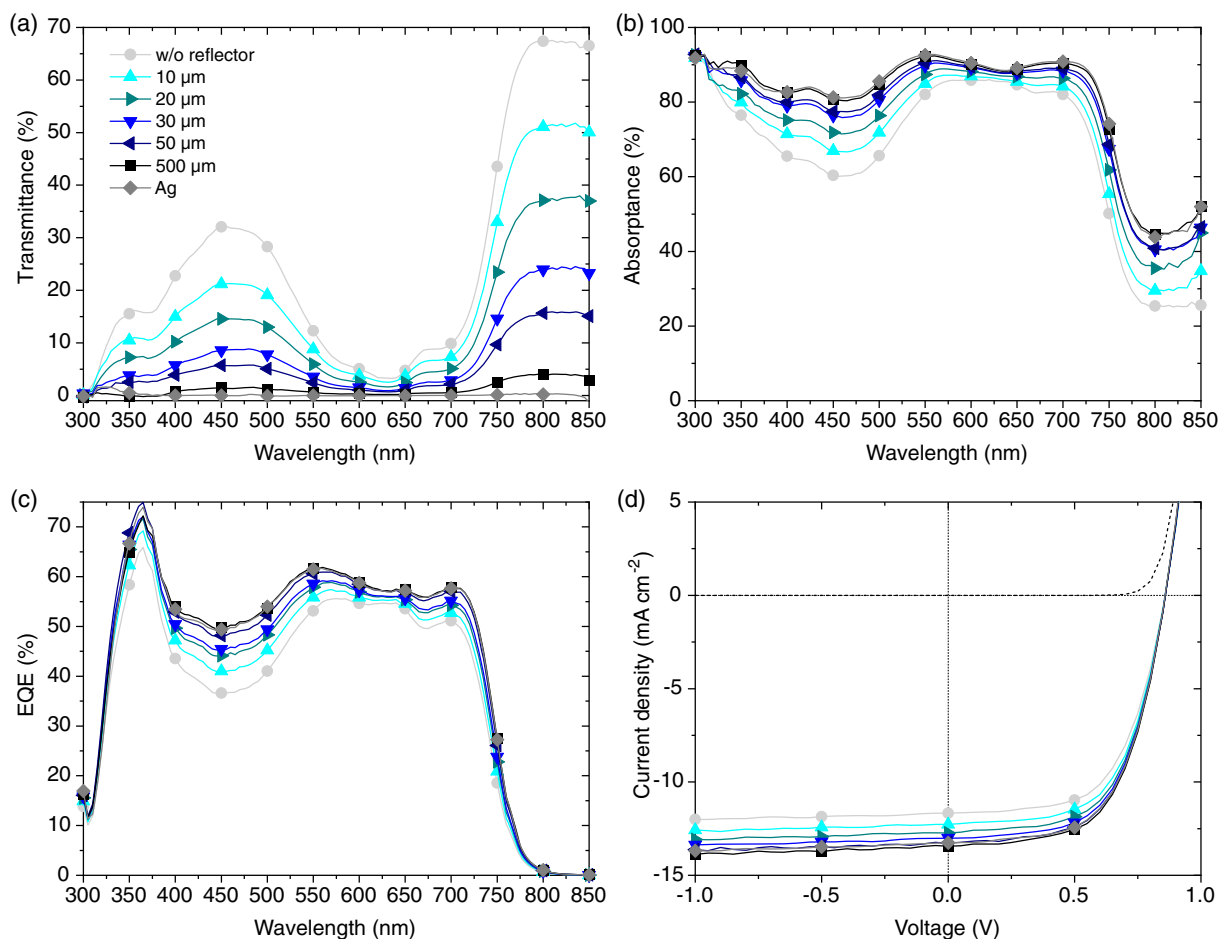 (a)
70
60
50
40
30
20
10
0
Transmittance (%)
w/o reflector
10 µm
20 µm
30 µm
50 µm
500 µm
Ag
300 350 400 450 500 550 600 650 700 750 800 850
Wavelength (nm)
(b)
100
80
60
40
20
0
Absorptance (%)
300 350 400 450 500 550 600 650 700 750 800 850
Wavelength (nm)
(c)
70
60
50
40
30
20
10
0
EQE (%)
300 350 400 450 500 550 600 650 700 750 800 850
Wavelength (nm)
(d)
5
0
-5
-10
-15
Current density (mA cm⁻²)
-1.0 -0.5 0.0 0.5 1.0
Voltage (V)